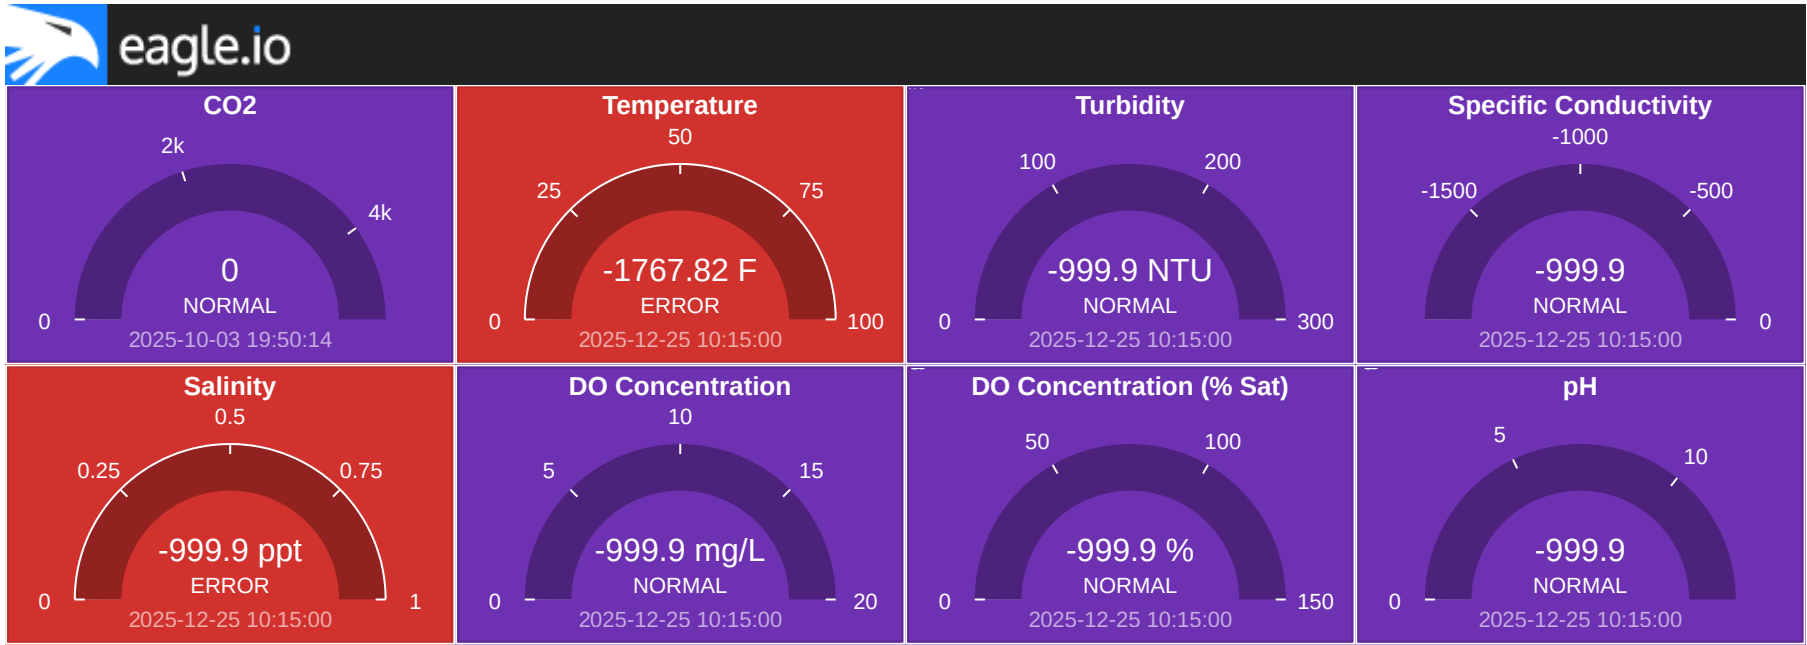 eagle.io
CO2
2k
4k
0
NORMAL
0
2025-10-03 19:50:14
Temperature
50
25
75
-1767.82 F
ERROR
0
100
2025-12-25 10:15:00
Turbidity
100
200
-999.9 NTU
NORMAL
0
300
2025-12-25 10:15:00
Specific Conductivity
-1000
-1500
-500
-999.9
NORMAL
0
2025-12-25 10:15:00
Salinity
0.5
0.25
0.75
-999.9 ppt
ERROR
0
1
2025-12-25 10:15:00
DO Concentration
10
5
15
-999.9 mg/L
NORMAL
0
20
2025-12-25 10:15:00
DO Concentration (% Sat)
50
100
-999.9 %
NORMAL
0
150
2025-12-25 10:15:00
pH
5
10
-999.9
NORMAL
0
2025-12-25 10:15:00